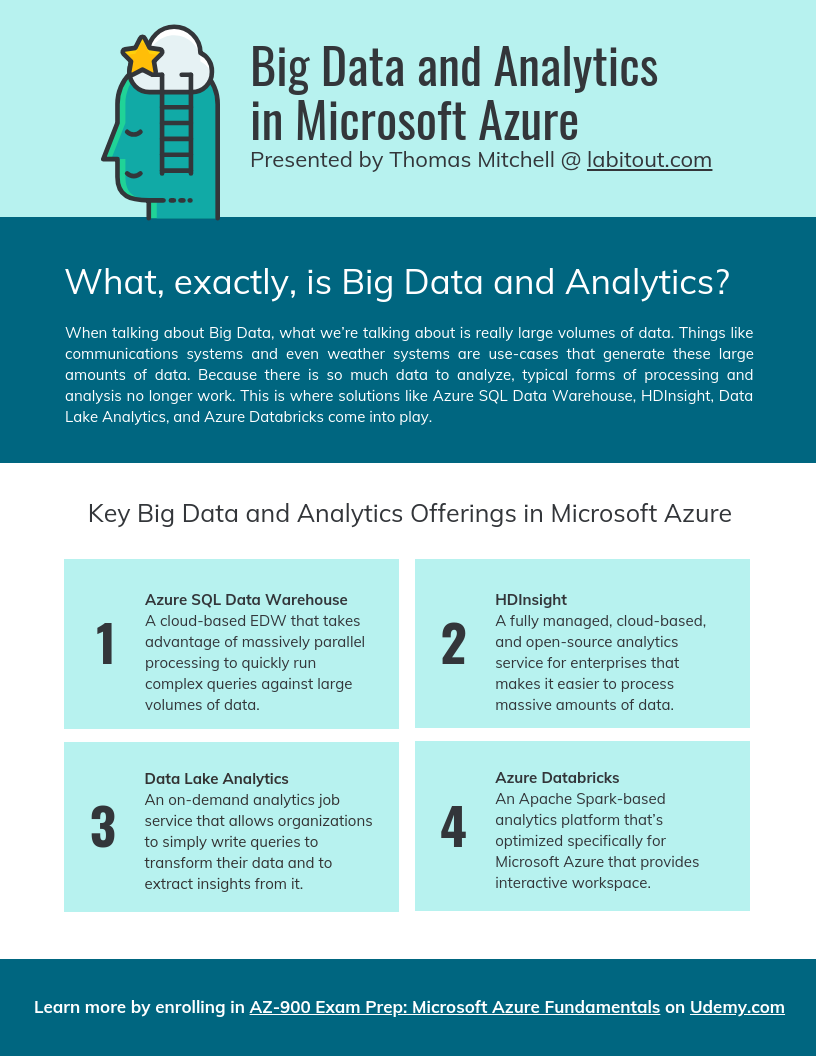 Big Data and Analytics
in Microsoft Azure
Presented by Thomas Mitchell @ labitout.com
What, exactly, is Big Data and Analytics?
When talking about Big Data, what we’re talking about is really large volumes of data. Things like
communications systems and even weather systems are use-cases that generate these large
amounts of data. Because there is so much data to analyze, typical forms of processing and
analysis no longer work. This is where solutions like Azure SQL Data Warehouse, HDInsight, Data
Lake Analytics, and Azure Databricks come into play.
Key Big Data and Analytics Offerings in Microsoft Azure
1
Azure SQL Data Warehouse
A cloud-based EDW that takes
advantage of massively parallel
processing to quickly run
complex queries against large
volumes of data.
2
HDInsight
A fully managed, cloud-based,
and open-source analytics
service for enterprises that
makes it easier to process
massive amounts of data.
3
Data Lake Analytics
An on-demand analytics job
service that allows organizations
to simply write queries to
transform their data and to
extract insights from it.
4
Azure Databricks
An Apache Spark-based
analytics platform that’s
optimized specifically for
Microsoft Azure that provides
interactive workspace.
Learn more by enrolling in AZ-900 Exam Prep: Microsoft Azure Fundamentals on Udemy.com